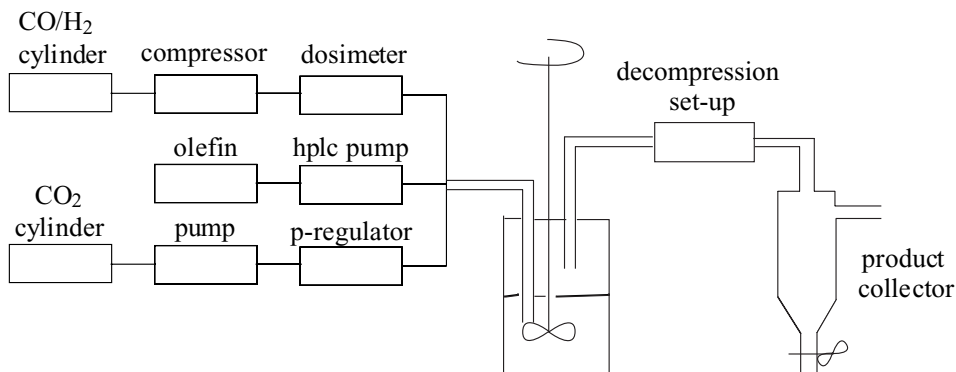 CO/H₂
cylinder
compressor
dosimeter
decompression
set-up
olefin
hplc pump
CO₂
cylinder
pump
p-regulator
product
collector